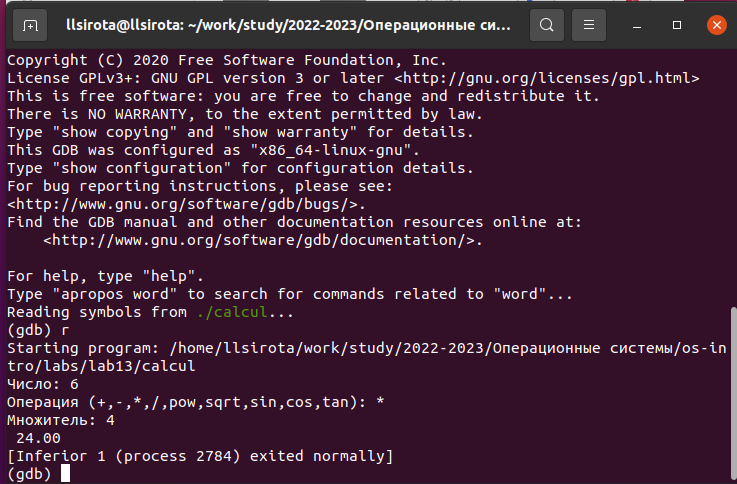 llsirota@llsirota: ~/work/study/2022-2023/Операционные си...
Copyright (C) 2020 Free Software Foundation, Inc.
License GPLv3+: GNU GPL version 3 or later <http://gnu.org/licenses/gpl.html>
This is free software: you are free to change and redistribute it.
There is NO WARRANTY, to the extent permitted by law.
Type "show copying" and "show warranty" for details.
This GDB was configured as "x86_64-linux-gnu".
Type "show configuration" for configuration details.
For bug reporting instructions, please see:
<http://www.gnu.org/software/gdb/bugs/>.
Find the GDB manual and other documentation resources online at:
    <http://www.gnu.org/software/gdb/documentation/>.

For help, type "help".
Type "apropos word" to search for commands related to "word"...
Reading symbols from ./calcul...
(gdb) r
Starting program: /home/llsirota/work/study/2022-2023/Операционные системы/os-in
tro/labs/lab13/calcul
Число: 6
Операция (+,-,*,/,pow,sqrt,sin,cos,tan): *
Множитель: 4
 24.00
[Inferior 1 (process 2784) exited normally]
(gdb)